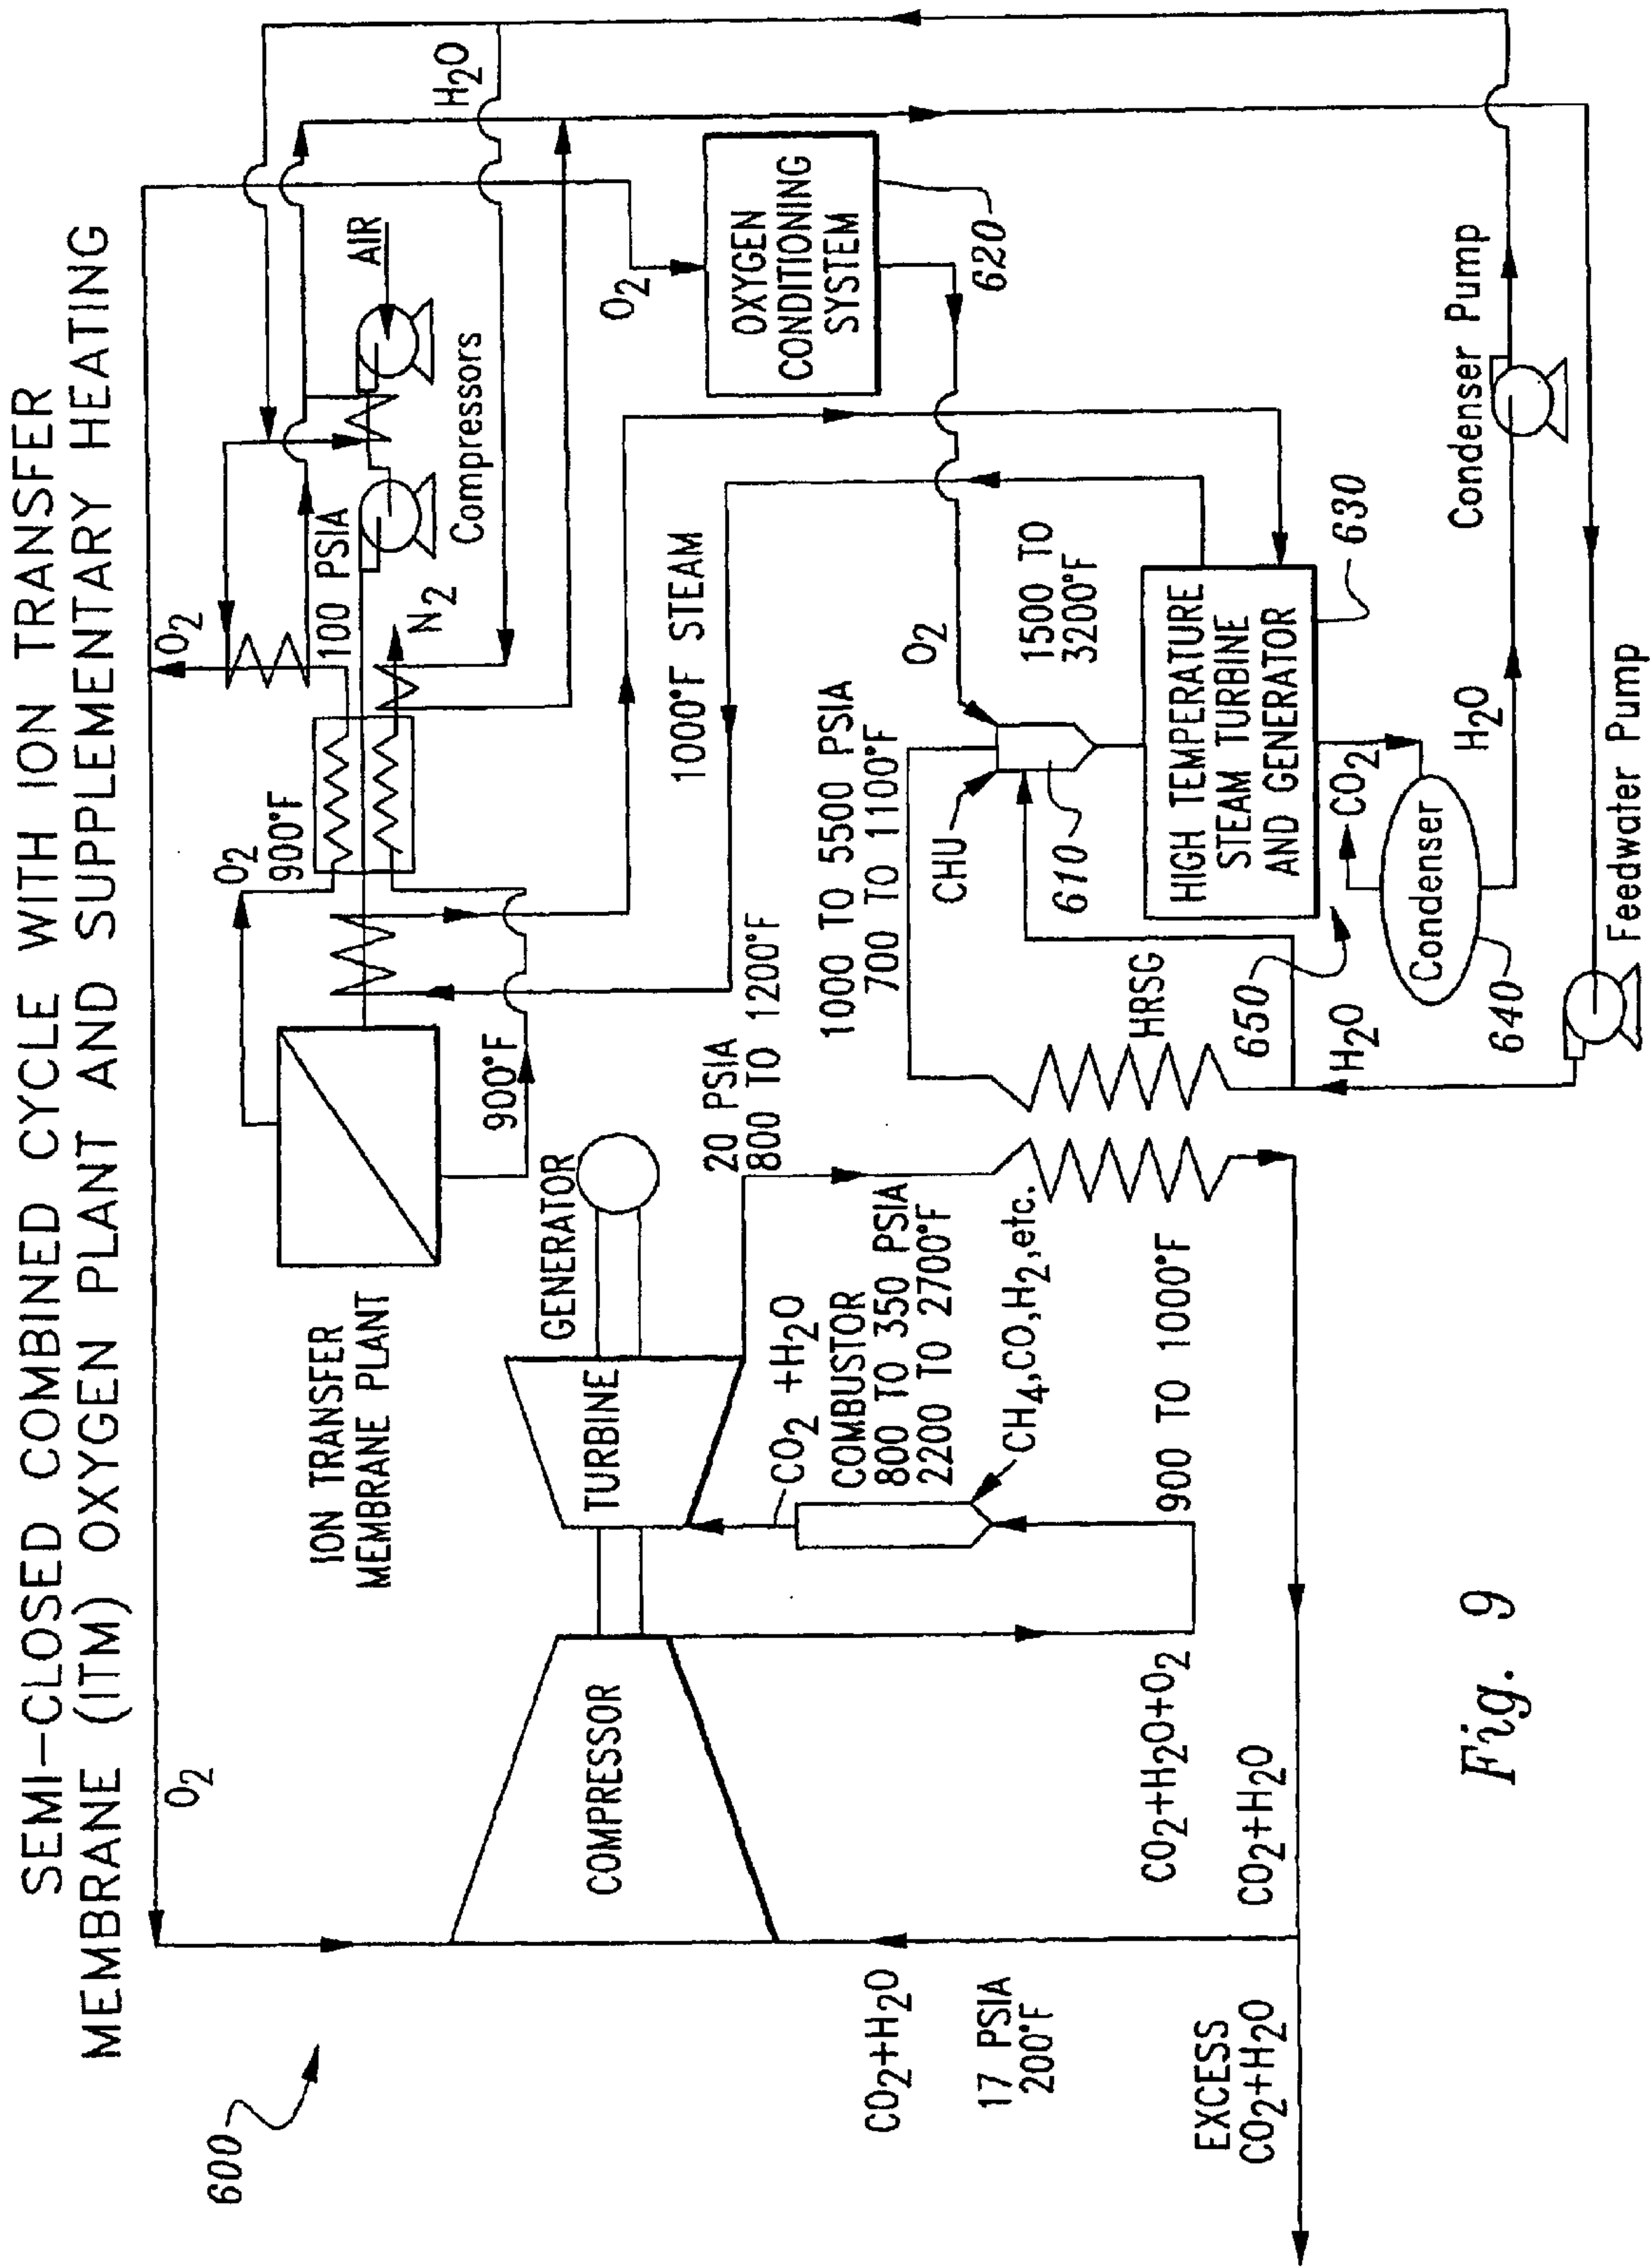 SEMI-CLOSED COMBINED CYCLE WITH ION TRANSFER
MEMBRANE (ITM) OXYGEN PLANT AND SUPPLEMENTARY HEATING
600
O2
ION TRANSFER
MEMBRANE PLANT
O2
900°F
900°F
O2
100 PSIA
N2
Compressors
AIR
H2O
GENERATOR
TURBINE
COMPRESSOR
1000°F STEAM
O2
OXYGEN
CONDITIONING
SYSTEM
620
20 PSIA
800 TO 1200°F
CO2 +H2O
COMBUSTOR
800 TO 350 PSIA
2200 TO 2700°F
CH4,CO,H2,etc.
900 TO 1000°F
CO2+H2O+O2
CO2+H2O
CO2+H2O
17 PSIA
200°F
EXCESS
CO2+H2O
1000 TO 5500 PSIA
700 TO 1100°F
O2
CHU
610
1500 TO
3200°F
HRSG
HIGH TEMPERATURE
STEAM TURBINE
AND GENERATOR
630
650
H2O
CO2
Condenser
640
H2O
Condenser Pump
Feedwater Pump
Fig. 9